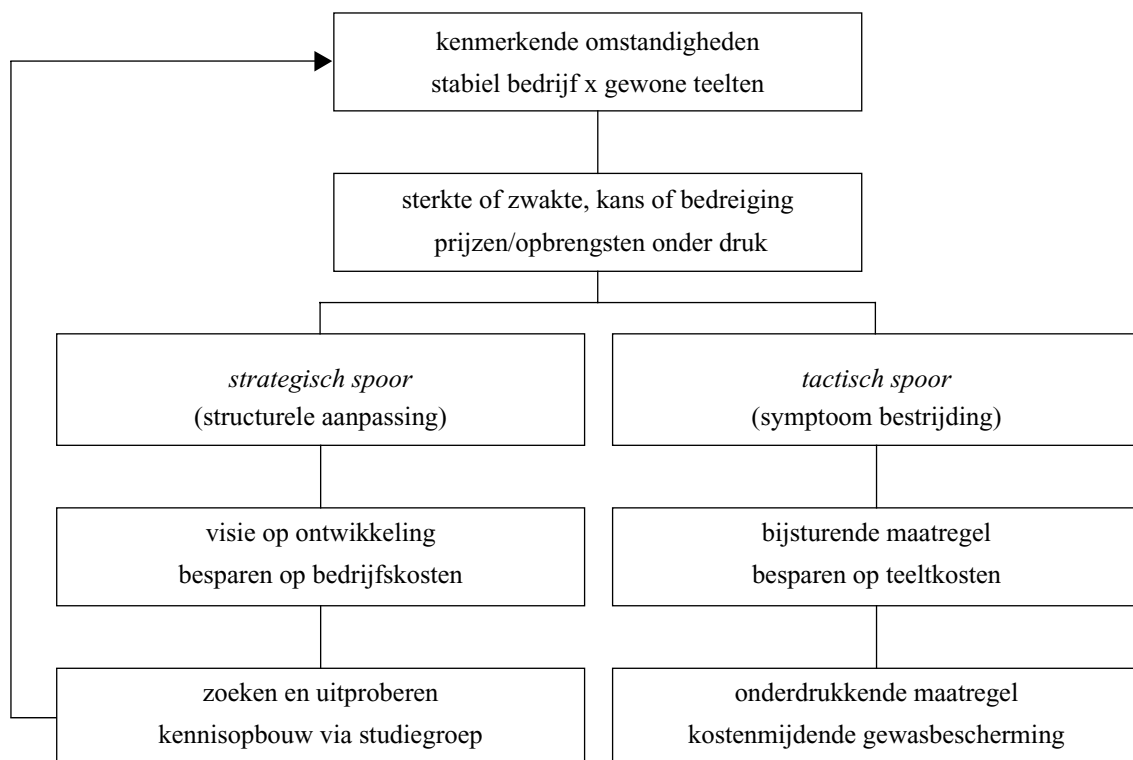 kenmerkende omstandigheden
stabiel bedrijf x gewone teelten
sterkte of zwakte, kans of bedreiging
prijzen/opbrengsten onder druk
strategisch spoor
(structurele aanpassing)
tactisch spoor
(symptoom bestrijding)
visie op ontwikkeling
besparen op bedrijfskosten
bijsturende maatregel
besparen op teeltkosten
zoeken en uitproberen
kennisopbouw via studiegroep
onderdrukkende maatregel
kostenmijdende gewasbescherming